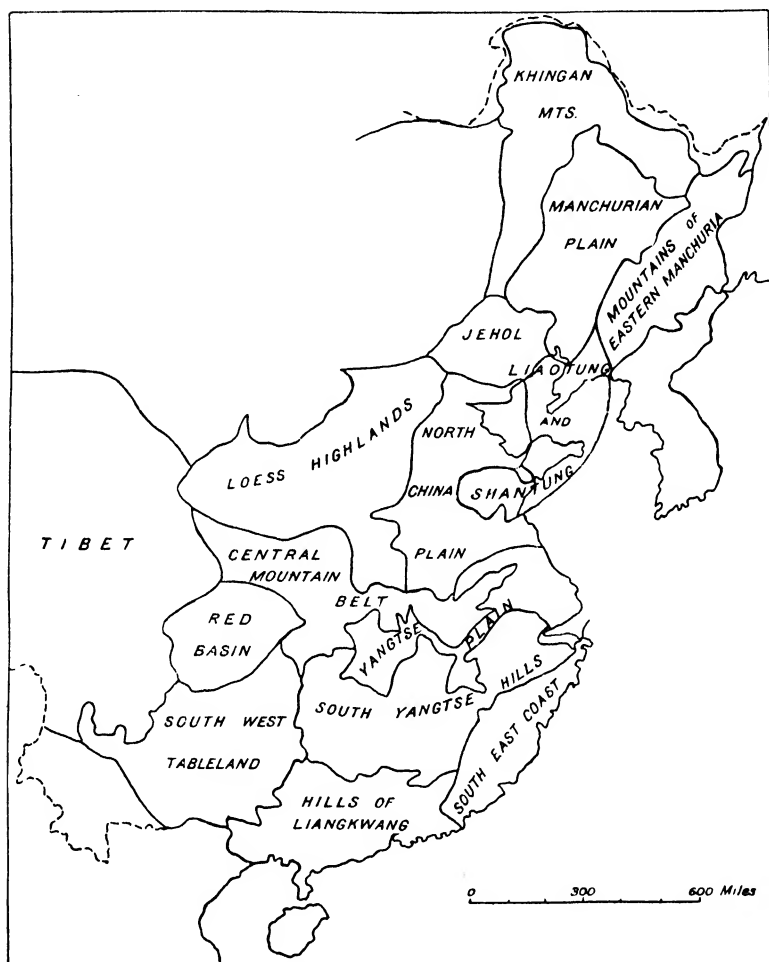 KHINGAN
MTS.
MANCHURIAN
PLAIN
MOUNTAINS OF
EASTERN MANCHURIA
JEHOL
LIAOTUNG
AND
SHANTUNG
LOESS HIGHLANDS
NORTH
CHINA
PLAIN
TIBET
CENTRAL
MOUNTAIN
BELT
RED
BASIN
YANGTSE
PLAIN
SOUTH YANGTSE
HILLS
SOUTH WEST
TABLELAND
SOUTH EAST COAST
HILLS OF
LIANGKWANG
0 300 600 Miles